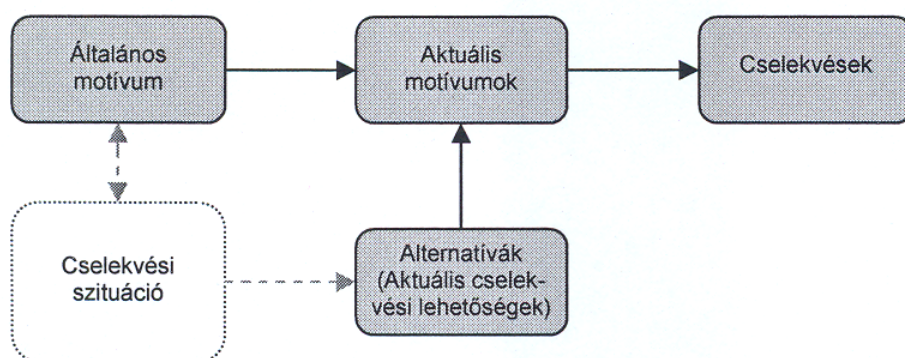 Általános
motívum
Aktuális
motívumok
Cselekvések
Cselekvési
szituáció
Alternatívák
(Aktuális cselek-
vési lehetőségek)